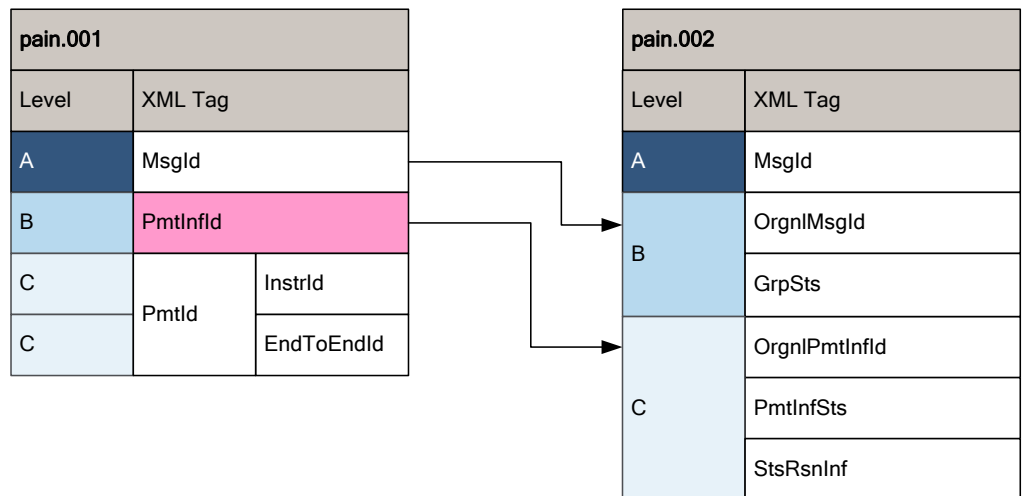 pain.001
Level XML Tag
A MsgId
B PmtInfId
C PmtId InstrId
C EndToEndId
pain.002
Level XML Tag
A MsgId
B OrgnlMsgId
GrpSts
C OrgnlPmtInfId
PmtInfSts
StsRsnInf